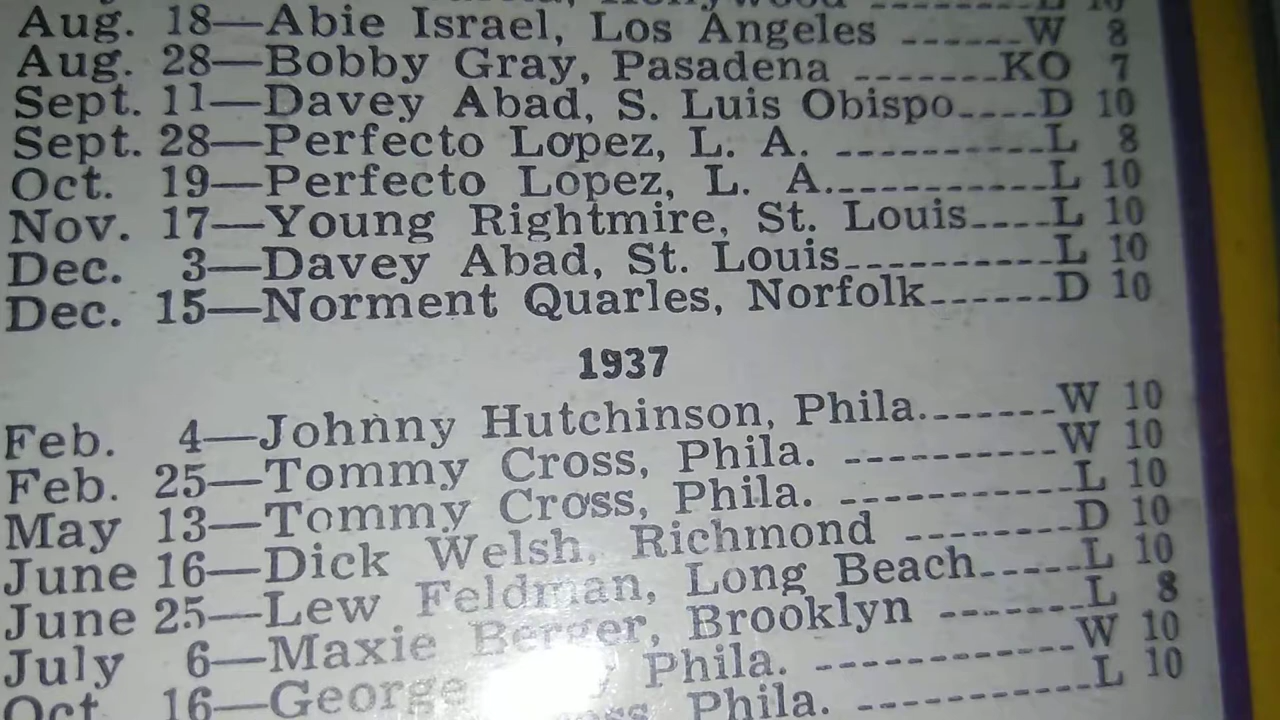 Hollywood --------L 10
Aug. 18—Abie Israel, Los Angeles ------W 8
Aug. 28—Bobby Gray, Pasadena -------KO 7
Sept. 11—Davey Abad, S. Luis Obispo----D 10
Sept. 28—Perfecto Lopez, L. A. ----------L 8
Oct. 19—Perfecto Lopez, L. A.-----------L 10
Nov. 17—Young Rightmire, St. Louis----L 10
Dec. 3—Davey Abad, St. Louis----------L 10
Dec. 15—Norment Quarles, Norfolk------D 10
1937
Feb. 4—Johnny Hutchinson, Phila.-------W 10
Feb. 25—Tommy Cross, Phila. ----------W 10
May 13—Tommy Cross, Phila. -----------L 10
June 16—Dick Welsh, Richmond --------D 10
June 25—Lew Feldman, Long Beach-----L 10
July 6—Maxie Berger, Brooklyn -------L 8
Oct. 16—George Phila. ------------W 10
Phila. -----------L 10